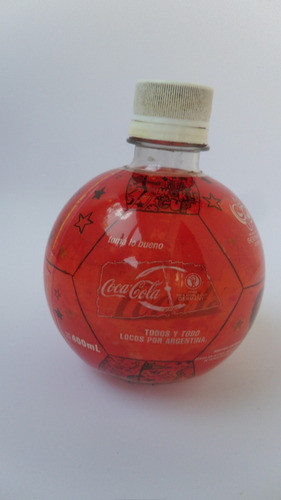 tomá lo bueno
Coca-Cola
TODOS Y TODO
LOCOS POR ARGENTINA.
400mL